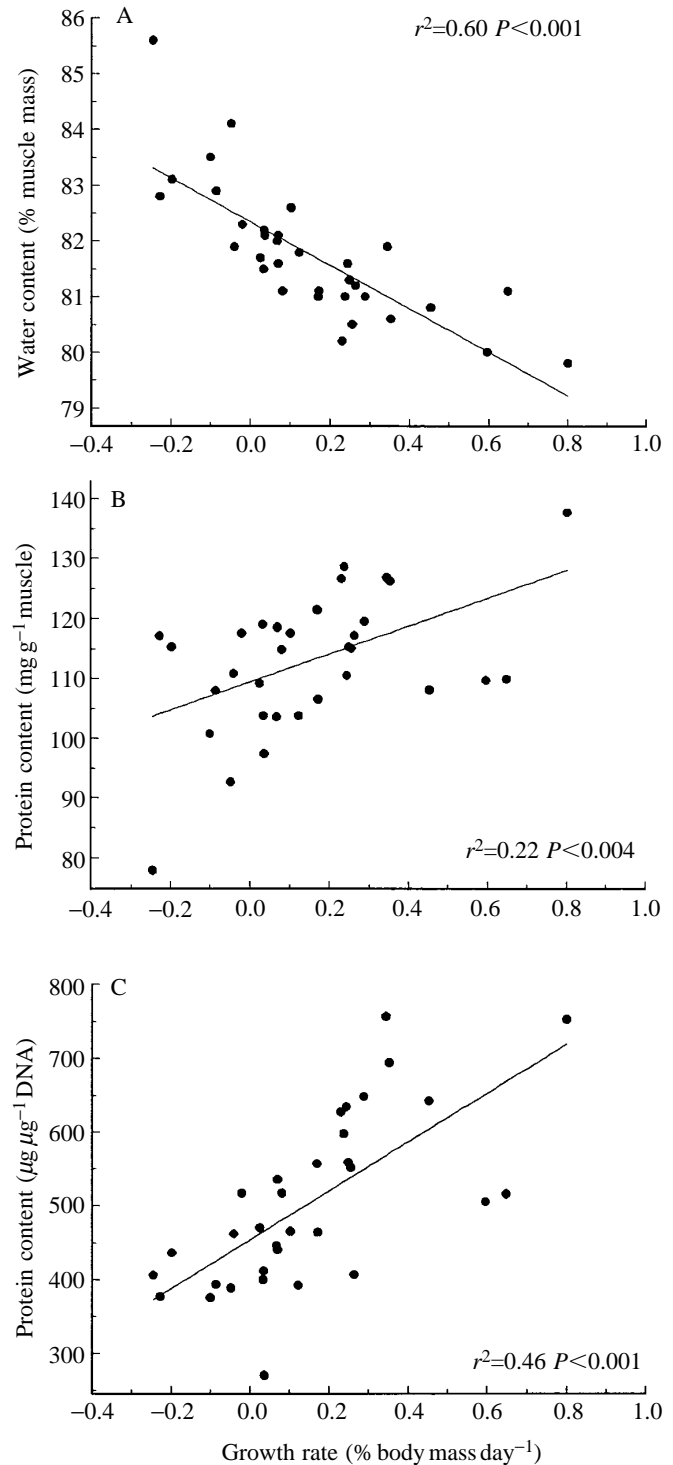 A
r²=0.60 P<0.001
Water content (% muscle mass)
86
85
84
83
82
81
80
79
−0.4 −0.2 0.0 0.2 0.4 0.6 0.8 1.0
B
Protein content (mg g⁻¹ muscle)
140
130
120
110
100
90
80
r²=0.22 P<0.004
−0.4 −0.2 0.0 0.2 0.4 0.6 0.8 1.0
C
Protein content (μg μg⁻¹ DNA)
800
700
600
500
400
300
r²=0.46 P<0.001
−0.4 −0.2 0.0 0.2 0.4 0.6 0.8 1.0
Growth rate (% body mass day⁻¹)